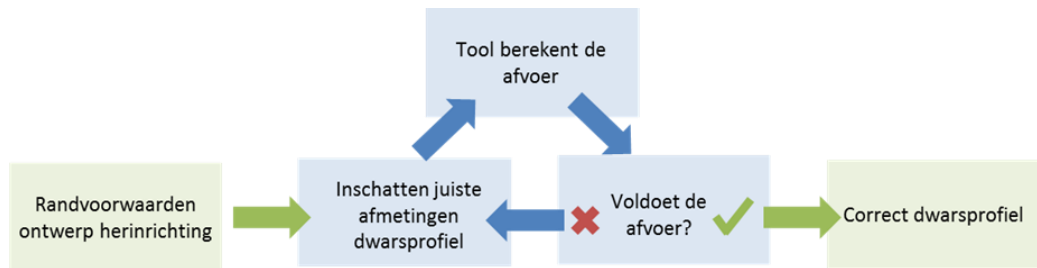 Tool berekent de
afvoer
Randvoorwaarden
ontwerp herinrichting
Inschatten juiste
afmetingen
dwarsprofiel
Voldoet de
afvoer?
Correct dwarsprofiel